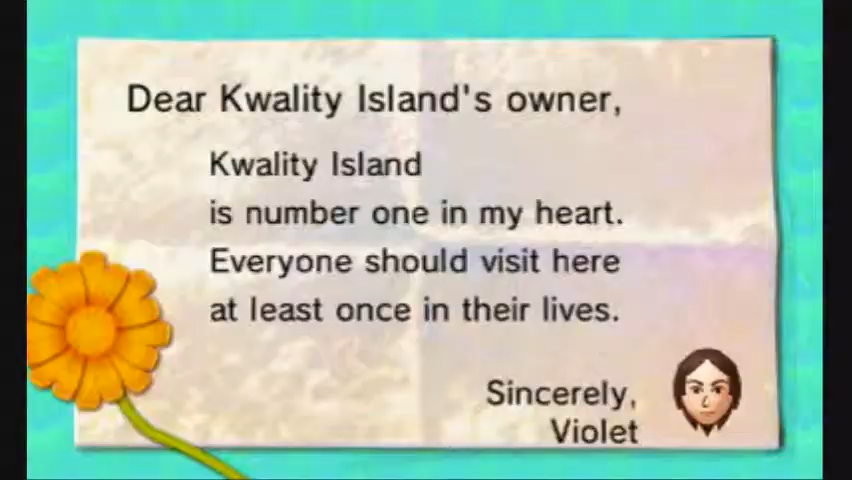 Dear Kwality Island's owner,
Kwality Island
is number one in my heart.
Everyone should visit here
at least once in their lives.
Sincerely,
Violet